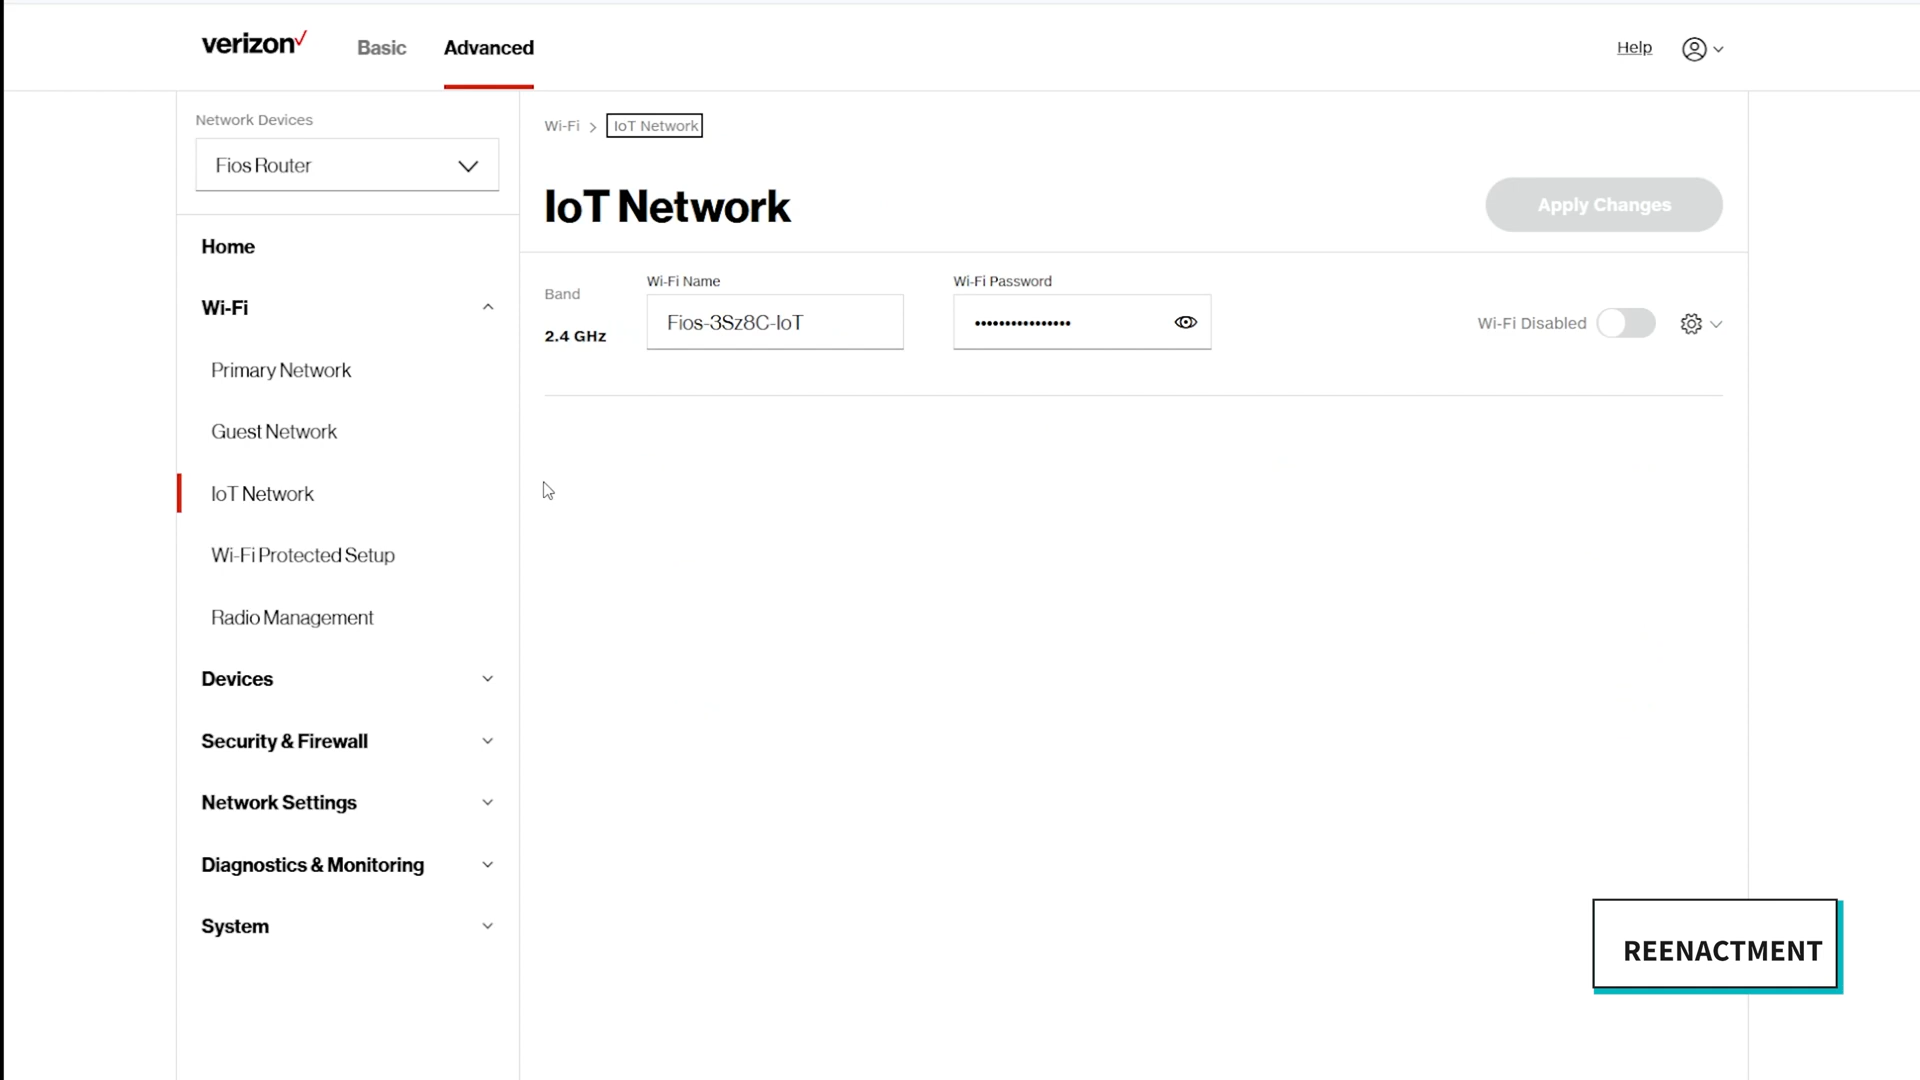 verizon
Basic
Advanced
Help
Network Devices
Fios Router
Home
Wi-Fi
Primary Network
Guest Network
IoT Network
Wi-Fi Protected Setup
Radio Management
Devices
Security & Firewall
Network Settings
Diagnostics & Monitoring
System
Wi-Fi > IoT Network
IoT Network
Apply Changes
Band
2.4 GHz
Wi-Fi Name
Fios-3Sz8C-IoT
Wi-Fi Password
••••••••••••••••
Wi-Fi Disabled
REENACTMENT